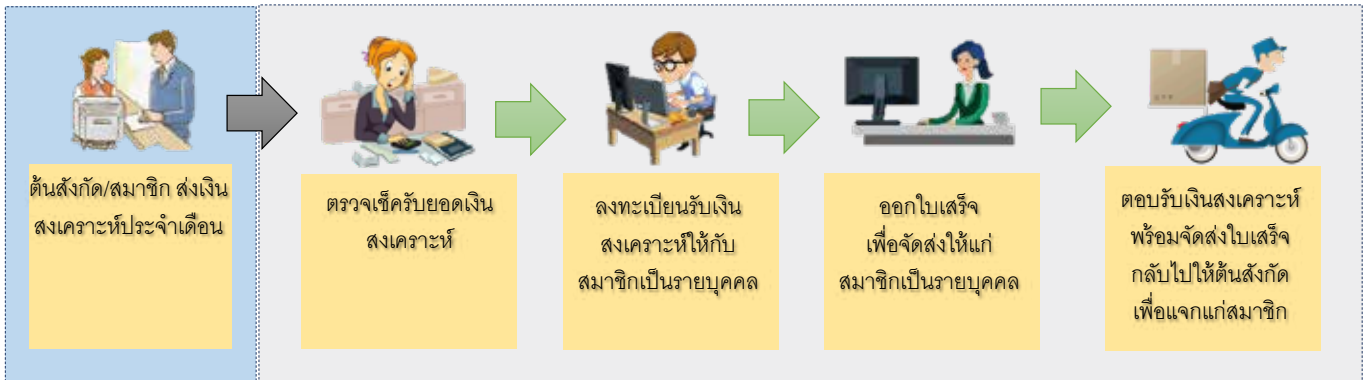 ต้นสังกัด/สมาชิก ส่งเงิน
สงเคราะห์ประจำเดือน
ตรวจเช็ครับยอดเงิน
สงเคราะห์
ลงทะเบียนรับเงิน
สงเคราะห์ให้กับ
สมาชิกเป็นรายบุคคล
ออกใบเสร็จ
เพื่อจัดส่งให้แก่
สมาชิกเป็นรายบุคคล
ตอบรับเงินสงเคราะห์
พร้อมจัดส่งใบเสร็จ
กลับไปให้ต้นสังกัด
เพื่อแจกแก่สมาชิก